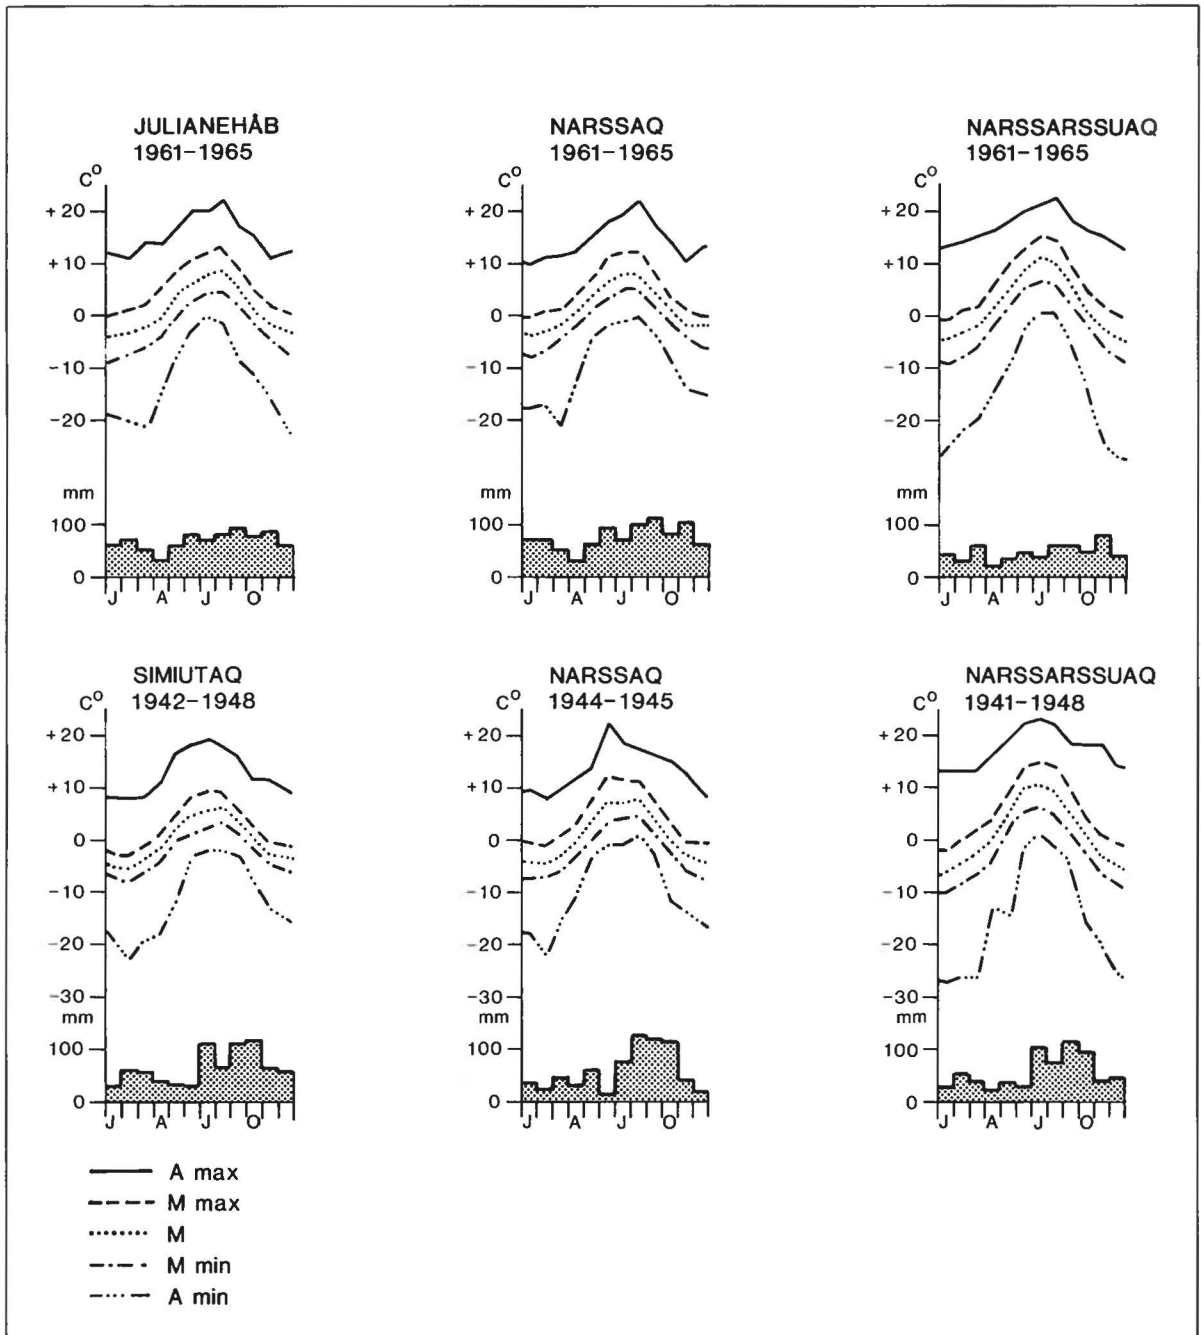 JULIANEHÅB
1961-1965
C°
+20
+10
0
-10
-20
mm
100
0
J A J O
NARSSAQ
1961-1965
+20
+10
0
-10
-20
mm
100
0
J A J O
NARSSARSSUAQ
1961-1965
C°
+20
+10
0
-10
-20
mm
100
0
J A J O
SIMIUTAQ
1942-1948
C°
+20
+10
0
-10
-20
-30
mm
100
0
J A J O
NARSSAQ
1944-1945
+20
+10
0
-10
-20
-30
mm
100
0
J A J O
NARSSARSSUAQ
1941-1948
C°
+20
+10
0
-10
-20
-30
mm
100
0
J A J O
A max
M max
M
M min
A min